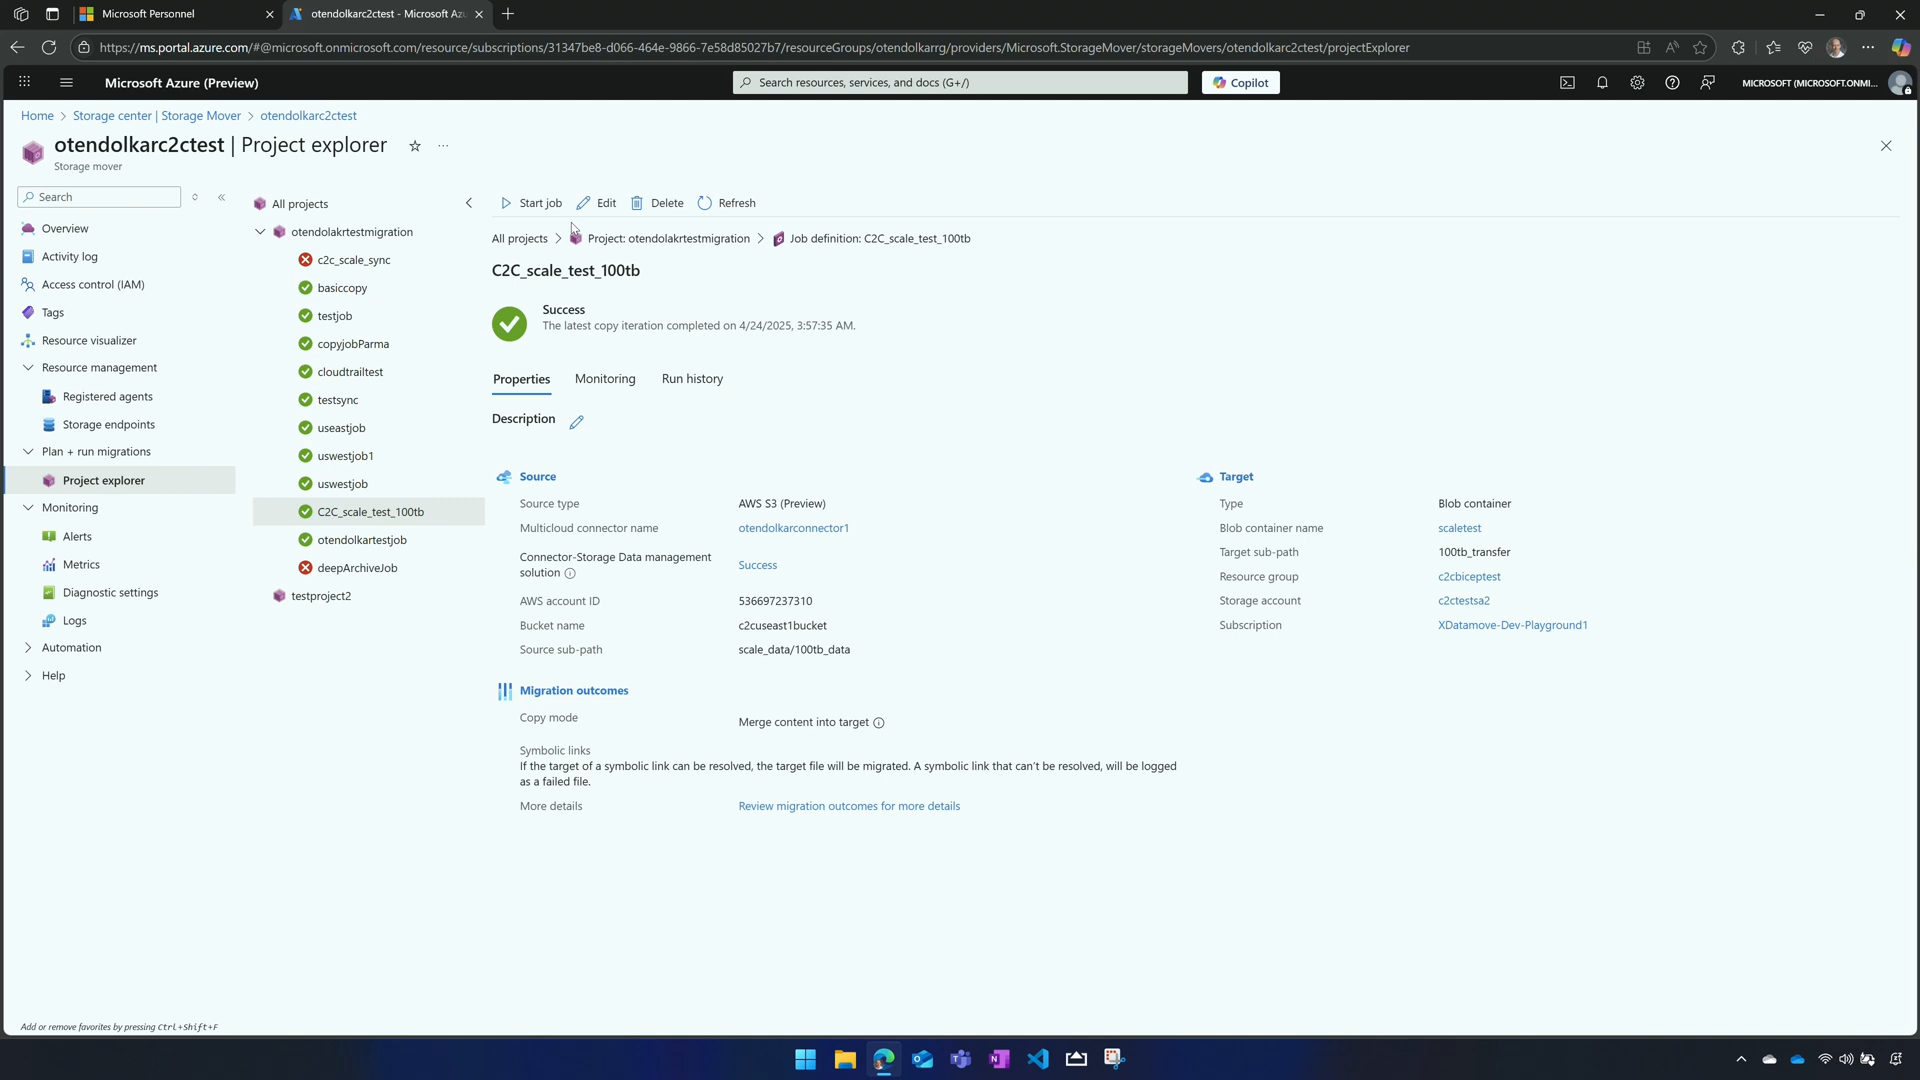 Microsoft Personnel
otendolkarc2ctest - Microsoft Azu
https://ms.portal.azure.com/#@microsoft.onmicrosoft.com/resource/subscriptions/31347be8-d066-464e-9866-7e58d85027b7/resourceGroups/otendolkarrg/providers/Microsoft.StorageMover/storageMovers/otendolkarc2ctest/projectExplorer
Microsoft Azure (Preview)
Search resources, services, and docs (G+/)
Copilot
MICROSOFT (MICROSOFT.ONMI...
Home > Storage center | Storage Mover > otendolkarc2ctest
otendolkarc2ctest | Project explorer
Storage mover
Search
Overview
Activity log
Access control (IAM)
Tags
Resource visualizer
Resource management
Registered agents
Storage endpoints
Plan + run migrations
Project explorer
Monitoring
Alerts
Metrics
Diagnostic settings
Logs
Automation
Help
Add or remove favorites by pressing Ctrl+Shift+F
All projects
otendolakrtestmigration
c2c_scale_sync
basiccopy
testjob
copyjobParma
cloudtrailtest
testsync
useastjob
uswestjob1
uswestjob
C2C_scale_test_100tb
otendolkartestjob
deepArchiveJob
testproject2
Start job Edit Delete Refresh
All projects > Project: otendolakrtestmigration > Job definition: C2C_scale_test_100tb
C2C_scale_test_100tb
Success
The latest copy iteration completed on 4/24/2025, 3:57:35 AM.
Properties Monitoring Run history
Description
Source
Source type AWS S3 (Preview)
Multicloud connector name otendolkarconnector1
Connector-Storage Data management
solution Success
AWS account ID 536697237310
Bucket name c2cuseast1bucket
Source sub-path scale_data/100tb_data
Target
Type Blob container
Blob container name scaletest
Target sub-path 100tb_transfer
Resource group c2cbiceptest
Storage account c2ctestsa2
Subscription XDatamove-Dev-Playground1
Migration outcomes
Copy mode Merge content into target
Symbolic links
If the target of a symbolic link can be resolved, the target file will be migrated. A symbolic link that can't be resolved, will be logged
as a failed file.
More details Review migration outcomes for more details